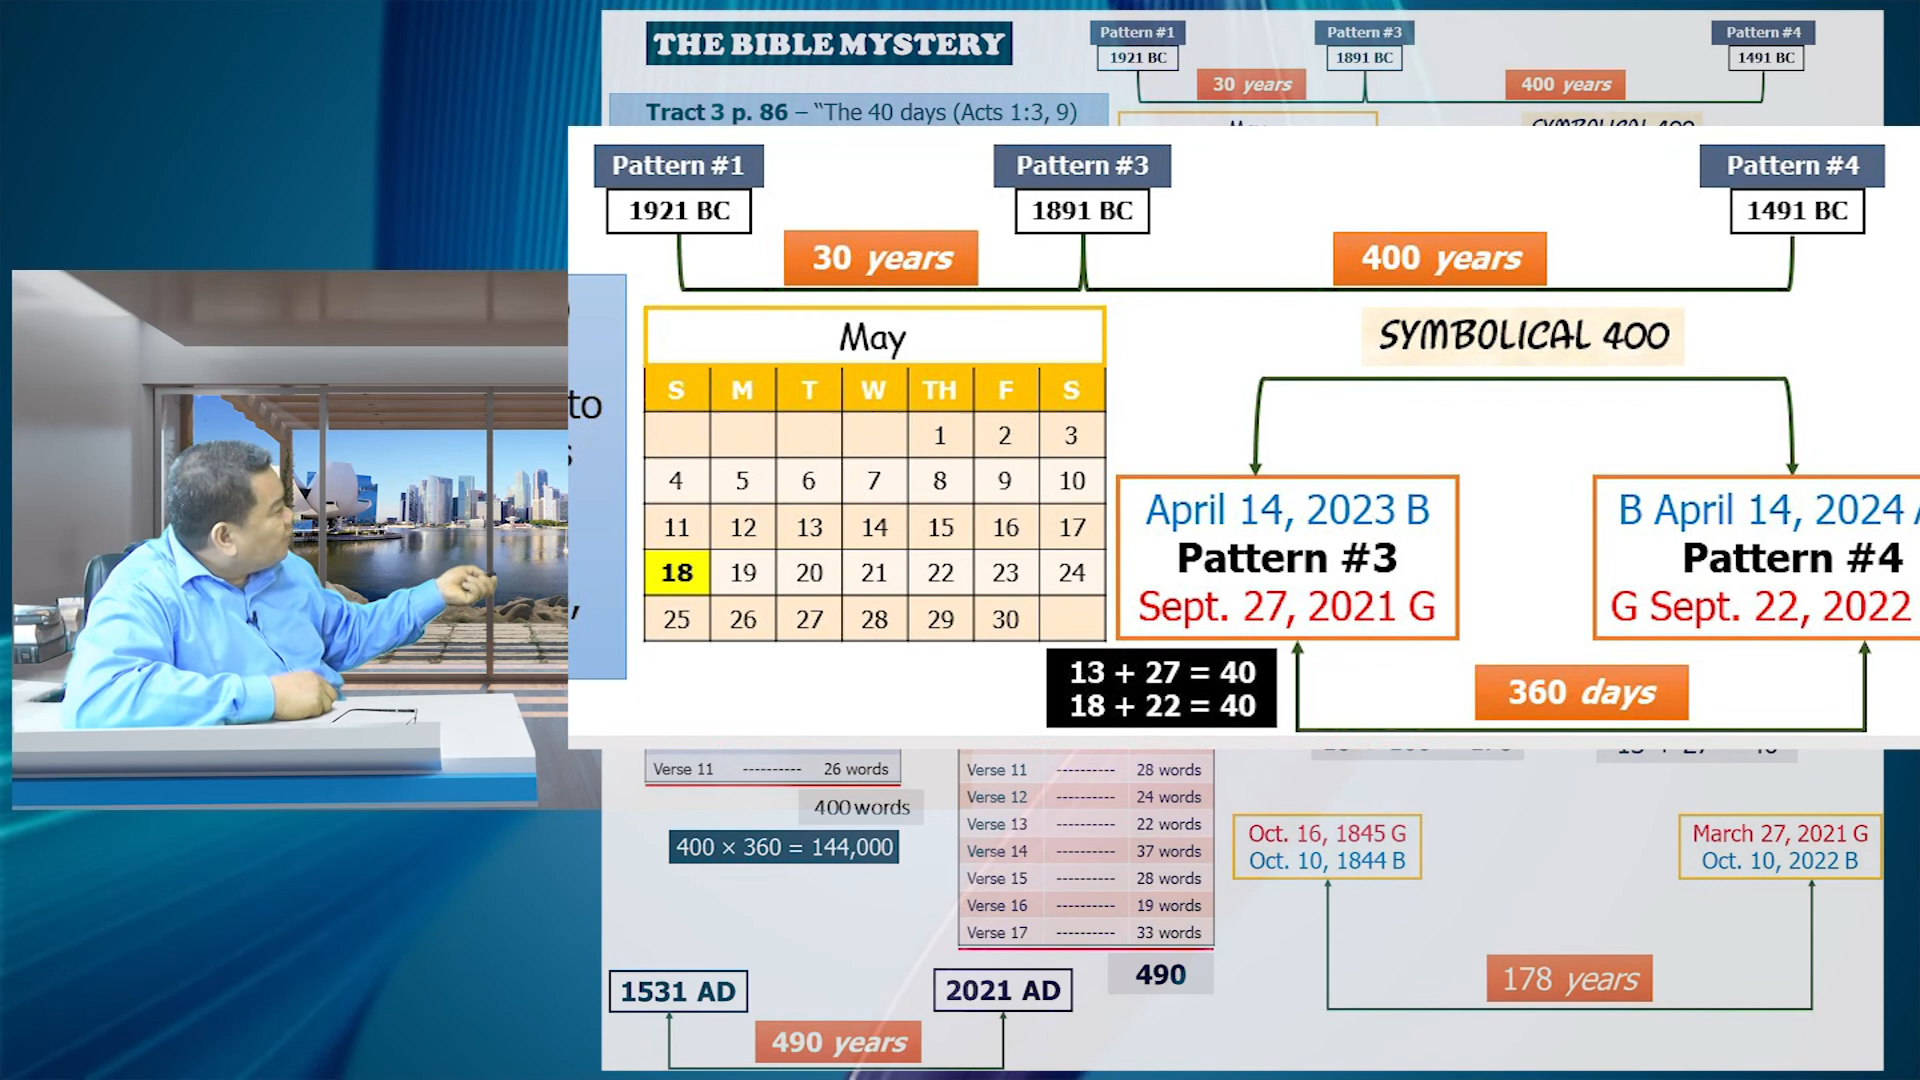 THE BIBLE MYSTERY
Pattern #1
1921 BC
Pattern #3
1891 BC
Pattern #4
1491 BC
30 years
400 years
Tract 3 p. 86 – “The 40 days (Acts 1:3, 9)
Pattern #1
1921 BC
Pattern #3
1891 BC
Pattern #4
1491 BC
30 years
400 years
May
S M T W TH F S
1 2 3
4 5 6 7 8 9 10
11 12 13 14 15 16 17
18 19 20 21 22 23 24
25 26 27 28 29 30
SYMBOLICAL 400
April 14, 2023 B
Pattern #3
Sept. 27, 2021 G
B April 14, 2024
Pattern #4
G Sept. 22, 2022
13 + 27 = 40
18 + 22 = 40
360 days
to
Verse 11 ---------- 26 words
400 words
400 × 360 = 144,000
Verse 11 ---------- 28 words
Verse 12 ---------- 24 words
Verse 13 ---------- 22 words
Verse 14 ---------- 37 words
Verse 15 ---------- 28 words
Verse 16 ---------- 19 words
Verse 17 ---------- 33 words
490
1531 AD
2021 AD
490 years
Oct. 16, 1845 G
Oct. 10, 1844 B
March 27, 2021 G
Oct. 10, 2022 B
178 years